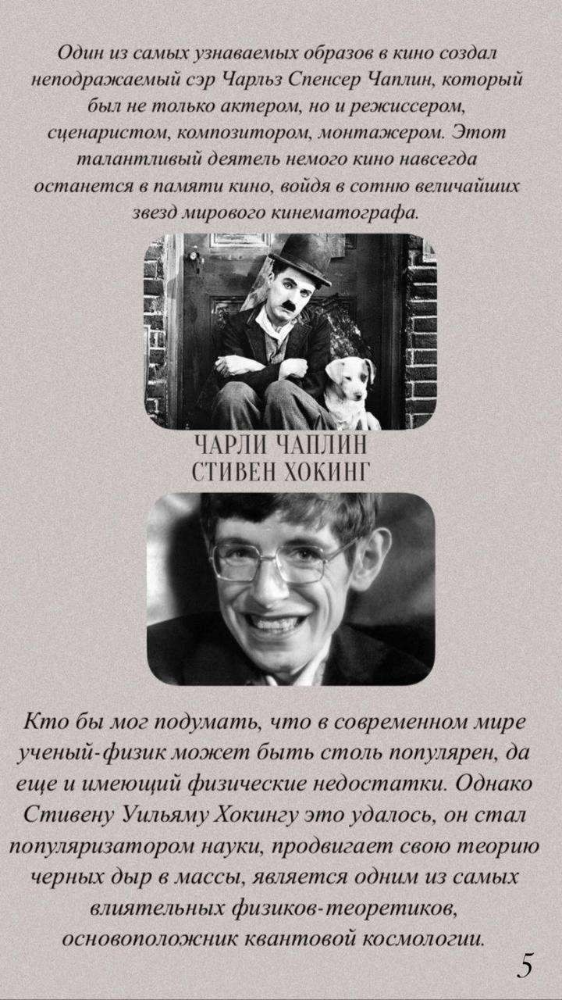 Один из самых узнаваемых образов в кино создал
неподражаемый сэр Чарльз Спенсер Чаплин, который
был не только актером, но и режиссером,
сценаристом, композитором, монтажером. Этот
талантливый деятель немого кино навсегда
останется в памяти кино, войдя в сотню величайших
звезд мирового кинематографа.
ЧАРЛИ ЧАПЛИН
СТИВЕН ХОКИНГ
Кто бы мог подумать, что в современном мире
ученый-физик может быть столь популярен, да
еще и имеющий физические недостатки. Однако
Стивену Уильяму Хокингу это удалось, он стал
популяризатором науки, продвигает свою теорию
черных дыр в массы, является одним из самых
влиятельных физиков-теоретиков,
основоположник квантовой космологии.
5